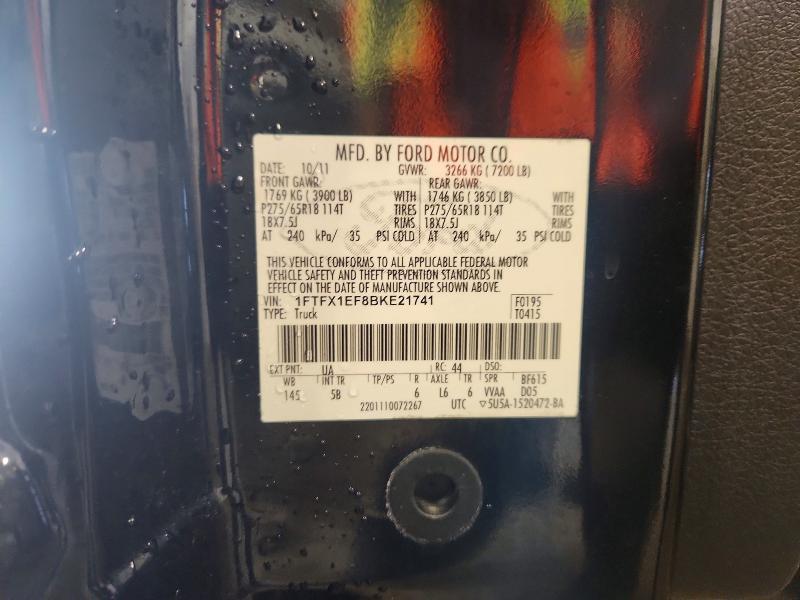 MFD. BY FORD MOTOR CO.
DATE: 10/11 GVWR: 3266 KG ( 7200 LB)
FRONT GAWR: REAR GAWR:
1769 KG ( 3900 LB) WITH 1746 KG ( 3850 LB) WITH
P275/65R18 114T TIRES P275/65R18 114T TIRES
18X7.5J RIMS 18X7.5J RIMS
AT 240 kPa/ 35 PSI COLD AT 240 kPa/ 35 PSI COLD
THIS VEHICLE CONFORMS TO ALL APPLICABLE FEDERAL MOTOR
VEHICLE SAFETY AND THEFT PREVENTION STANDARDS IN
EFFECT ON THE DATE OF MANUFACTURE SHOWN ABOVE.
VIN: 1FTFX1EF8BKE21741 F0195
TYPE: Truck T0415
EXT PNT: UA RC: 44 DSO:
WB INT TR TP/PS R AXLE TR SPR BF615
145 5B 6 L6 6 VVAA D05
2201110072267 UTC ▽5U5A-1520472-BA